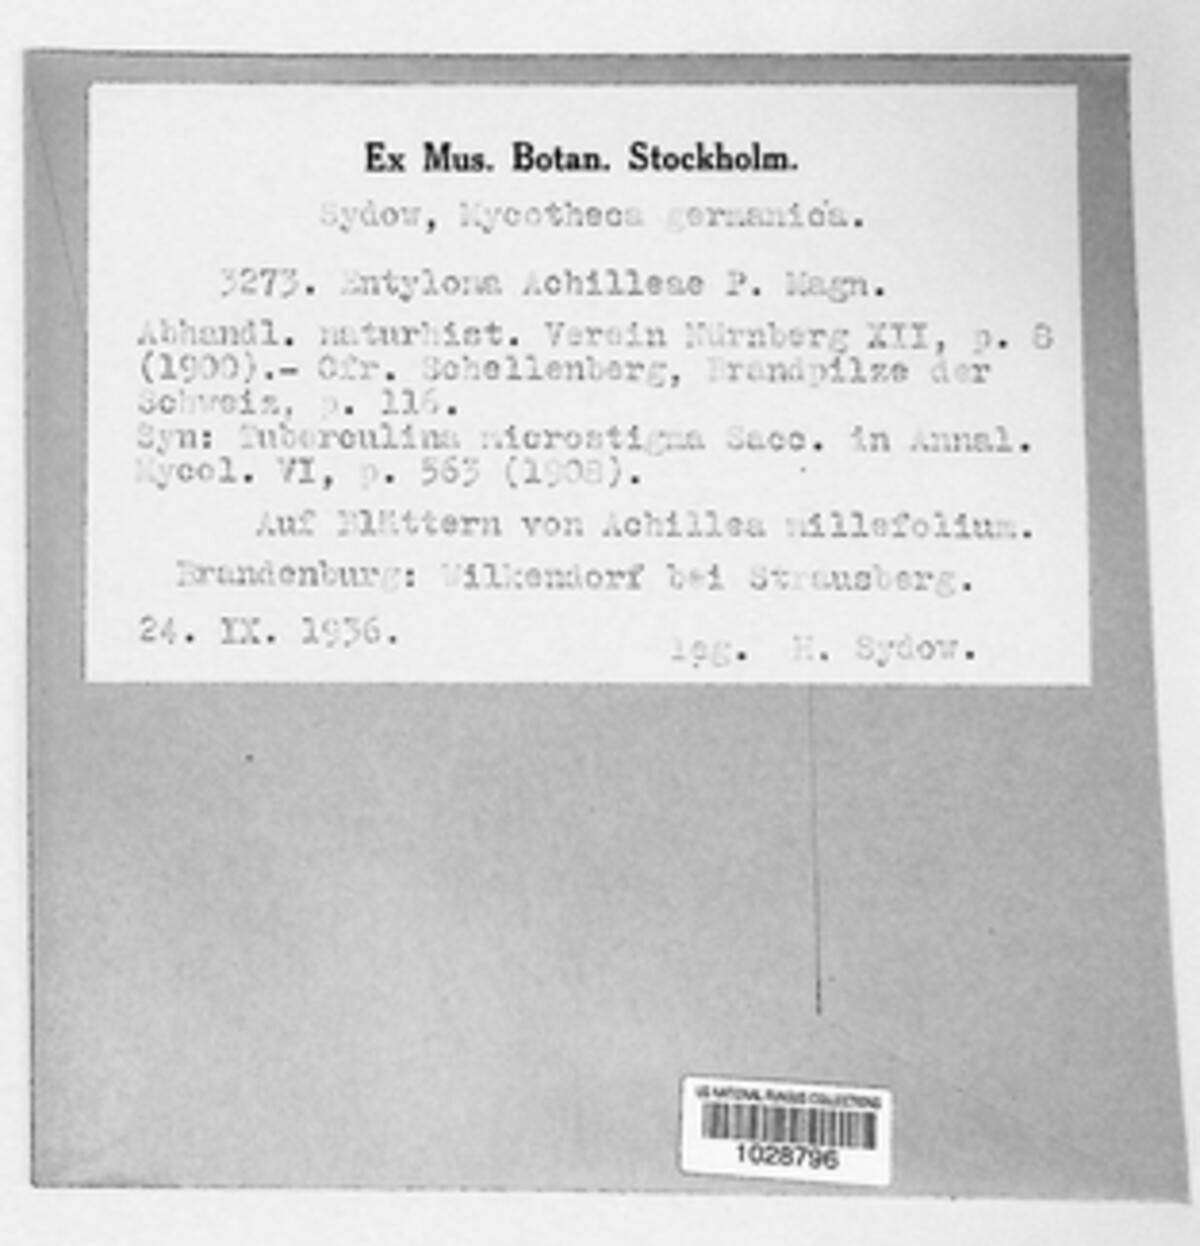 Ex Mus. Botan. Stockholm.
Sydow, Mycotheca germanica.
3273. Entyloma Achilleae P. Magn.
Abhandl. naturhist. Verein Nürnberg XII, p. 8
(1900).- Cfr. Schellenberg, Brandpilze der
Schweiz, p. 116.
Syn: Tuberculina microstigma Sacc. in Annal.
Mycol. VI, p. 563 (1908).
Auf Blättern von Achillea millefolium.
Brandenburg: Wilkendorf bei Strausberg.
24. IX. 1936.
leg. H. Sydow.
US NATIONAL FUNGUS COLLECTIONS
1028796